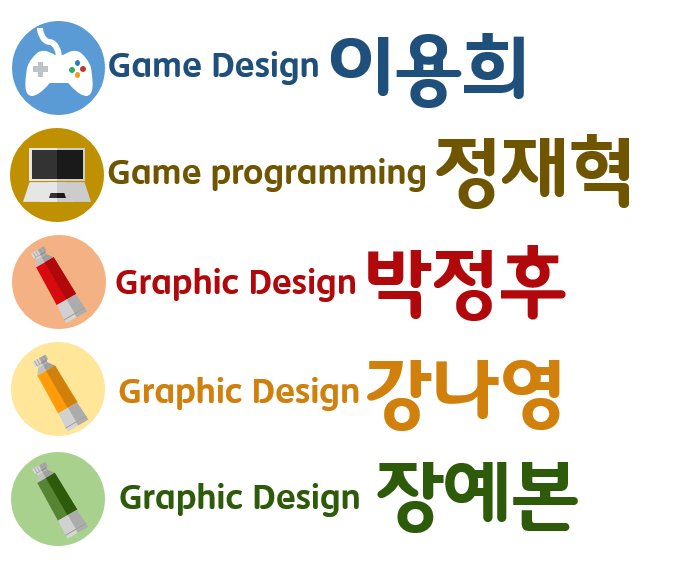 Game Design 이용희
Game programming 정재혁
Graphic Design 박정후
Graphic Design 강나영
Graphic Design 장예본